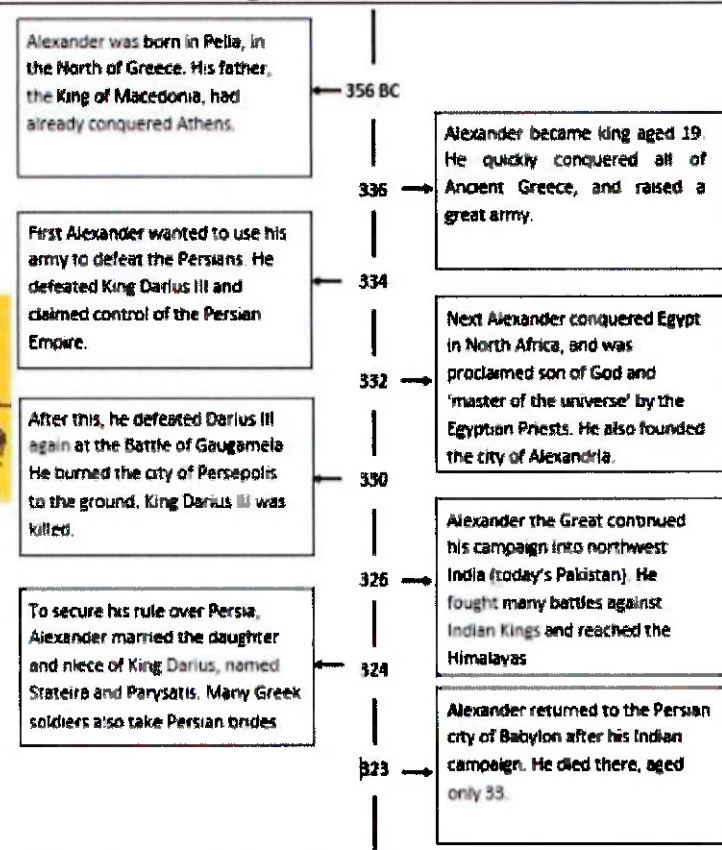 Alexander was born in Pella, in
the North of Greece. His father,
the King of Macedonia, had
already conquered Athens.
356 BC
Alexander became king aged 19.
He quickly conquered all of
Ancient Greece, and raised a
great army.
336
First Alexander wanted to use his
army to defeat the Persians. He
defeated King Darius III and
claimed control of the Persian
Empire.
334
Next Alexander conquered Egypt
in North Africa, and was
proclaimed son of God and
'master of the universe' by the
Egyptian Priests. He also founded
the city of Alexandria.
332
After this, he defeated Darius III
again at the Battle of Gaugamela
He burned the city of Persepolis
to the ground, King Darius III was
killed.
330
Alexander the Great continued
his campaign into northwest
India (today's Pakistan). He
fought many battles against
Indian Kings and reached the
Himalayas
326
To secure his rule over Persia,
Alexander married the daughter
and niece of King Darius, named
Stateira and Parysatis. Many Greek
soldiers also take Persian brides
324
Alexander returned to the Persian
city of Babylon after his Indian
campaign. He died there, aged
only 33.
323